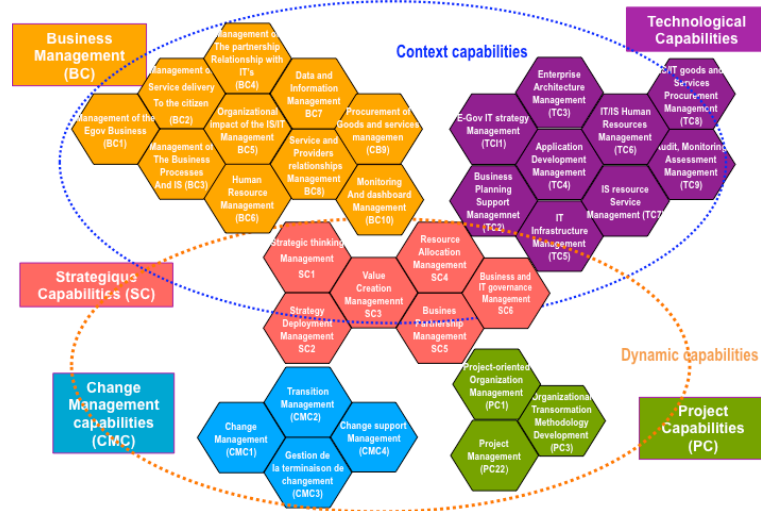 Business
Management
(BC)
Context capabilities
Technological
Capabilities
Management of
The partnership
Relationship with
IT's
(BC4)
Management of
Service delivery
To the citizen
(BC2)
Data and
Information
Management
BC7
Management of the
Egov Business
(BC1)
Organizational
impact of the IS/IT
Management
BC5)
Procurement of
Goods and services
managemen
(CB9)
Management of
The Business
Processes
And IS (BC3)
Service and
Providers
relationships
Management
BC8)
Human
Resource
Management
(BC6)
Monitoring
And dashboard
Management
(BC10)
Enterprise
Architecture
Management
(TC3)
IS/IT goods and
Services
Procurement
Management
(TC8)
E-Gov IT strategy
Management
(TCI1)
IT/IS Human
Resources
Management
(TC6)
Application
Development
Management
(TC4)
Audit, Monitoring
Assessment
Management
(TC9)
Business
Planning
Support
Managemnet
(TC2)
IS resource
Service
Management (TC7)
IT
Infrastructure
Management
(TC5)
Strategique
Capabilities (SC)
Strategic thinking
Management
SC1
Resource
Allocation
Management
SC4
Value
Creation
Managemennt
SC3
Business and
IT governance
Management
SC6
Strategy
Deployment
Management
SC2
Busines
Partnership
Management
SC5
Dynamic capabilities
Change
Management
capabilities
(CMC)
Transition
Management
(CMC2)
Change
Management
(CMC1)
Change support
Management
(CMC4)
Gestion de
la terminaison de
changement
(CMC3)
Project-oriented
Organization
Management
(PC1)
Organizational
Transormation
Methodology
Development
(PC3)
Project
Management
(PC22)
Project
Capabilities
(PC)